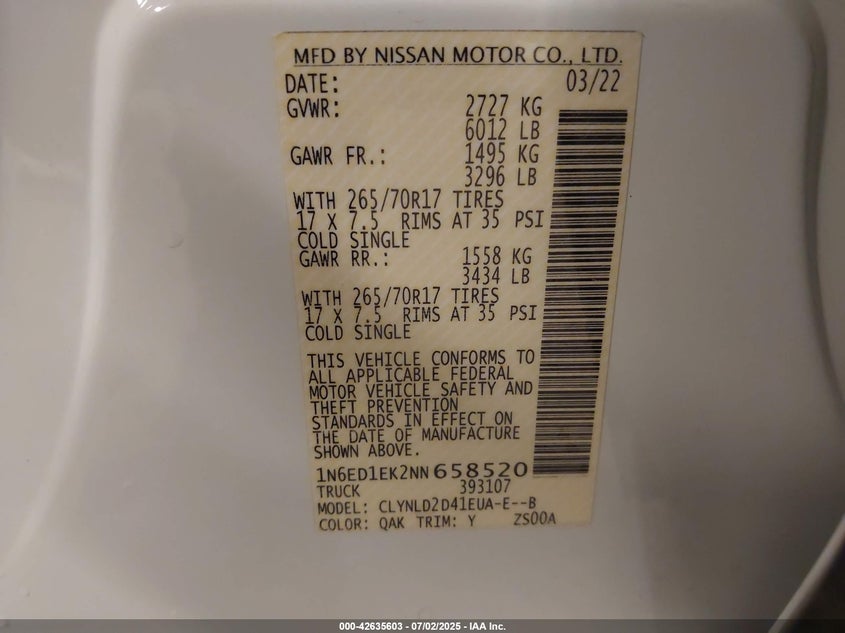 MFD BY NISSAN MOTOR CO., LTD.
DATE: 03/22
GVWR: 2727 KG
6012 LB
GAWR FR.: 1495 KG
3296 LB
WITH 265/70R17 TIRES
17 X 7.5 RIMS AT 35 PSI
COLD SINGLE
GAWR RR.: 1558 KG
3434 LB
WITH 265/70R17 TIRES
17 X 7.5 RIMS AT 35 PSI
COLD SINGLE
THIS VEHICLE CONFORMS TO
ALL APPLICABLE FEDERAL
MOTOR VEHICLE SAFETY AND
THEFT PREVENTION
STANDARDS IN EFFECT ON
THE DATE OF MANUFACTURE
SHOWN ABOVE.
1N6ED1EK2NN658520
TRUCK 393107
MODEL: CLYNLD2D41EUA-E--B
COLOR: QAK TRIM: Y ZS00A
000-42635603 - 07/02/2025 - IAA Inc.